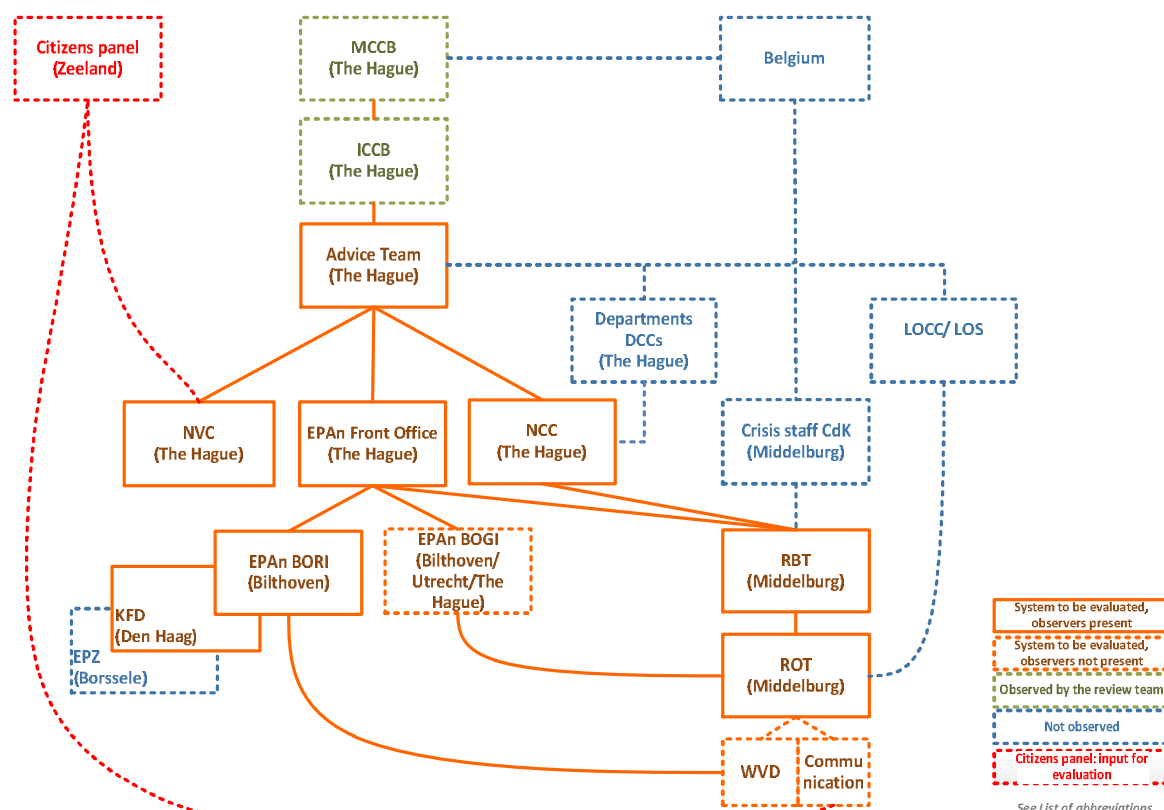 Citizens panel
(Zeeland)
MCCB
(The Hague)
Belgium
ICCB
(The Hague)
Advice Team
(The Hague)
Departments
DCCs
(The Hague)
LOCC/ LOS
NVC
(The Hague)
EPAn Front Office
(The Hague)
NCC
(The Hague)
Crisis staff CdK
(Middelburg)
EPAn BORI
(Bilthoven)
EPAn BOGI
(Bilthoven/
Utrecht/The
Hague)
RBT
(Middelburg)
KFD
(Den Haag)
EPZ
(Borssele)
ROT
(Middelburg)
WVD
Commu
nication
System to be evaluated,
observers present
System to be evaluated,
observers not present
Observed by the review team
Not observed
Citizens panel: input for
evaluation
See List of abbreviations